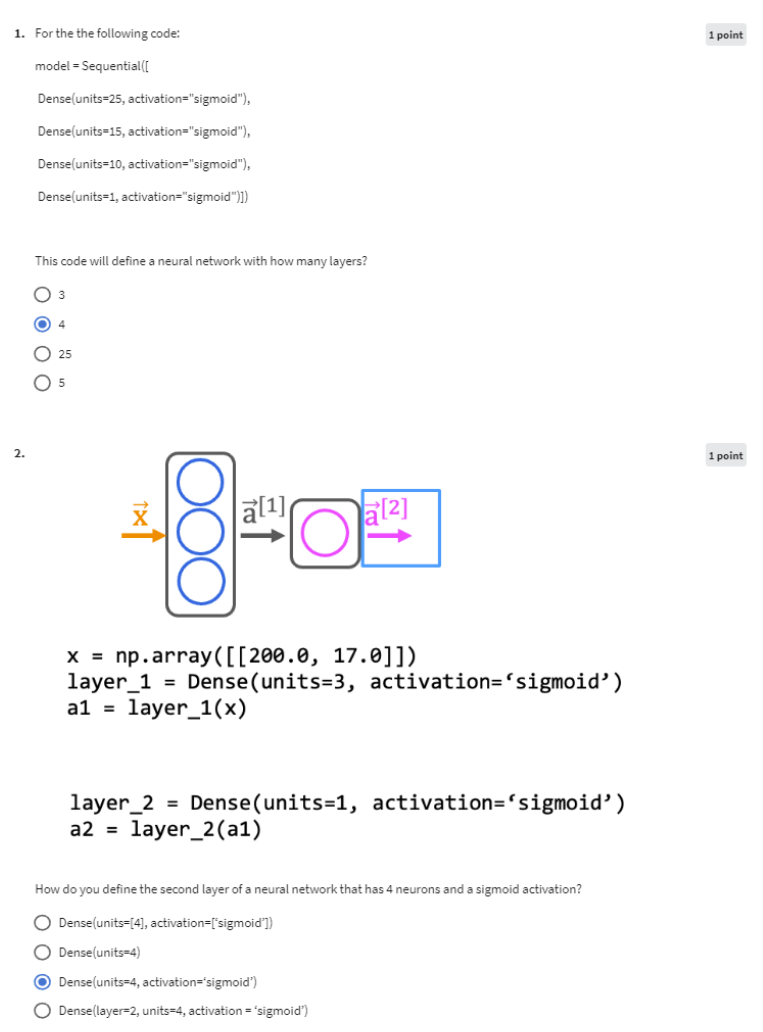 1. For the the following code:
1 point
model = Sequential([
Dense(units=25, activation="sigmoid"),
Dense(units=15, activation="sigmoid"),
Dense(units=10, activation="sigmoid"),
Dense(units=1, activation="sigmoid")])
This code will define a neural network with how many layers?
3
4
25
5
2.
1 point
x⃗ a⃗[1] a⃗[2]
x = np.array([[200.0, 17.0]])
layer_1 = Dense(units=3, activation=‘sigmoid’)
a1 = layer_1(x)
layer_2 = Dense(units=1, activation=‘sigmoid’)
a2 = layer_2(a1)
How do you define the second layer of a neural network that has 4 neurons and a sigmoid activation?
Dense(units=[4], activation=[‘sigmoid’])
Dense(units=4)
Dense(units=4, activation=‘sigmoid’)
Dense(layer=2, units=4, activation = ‘sigmoid’)